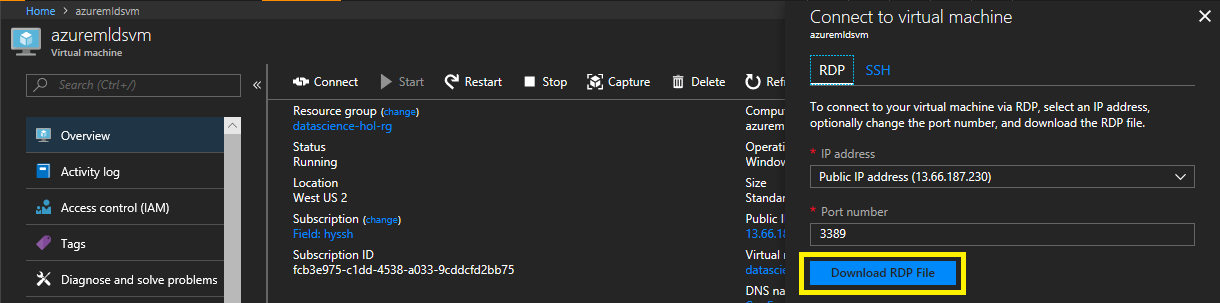 Home > azuremldsvm
azuremldsvm
Virtual machine
Search (Ctrl+/)
«
Overview
Activity log
Access control (IAM)
Tags
Diagnose and solve problems
Connect Start Restart Stop Capture Delete Refr
Resource group (change)
datascience-hol-rg
Status
Running
Location
West US 2
Subscription (change)
Field: hyssh
Subscription ID
fcb3e975-c1dd-4538-a033-9cddcfd2bb75
Compu
azurem
Operati
Window
Size
Standar
Public I
13.66.18
Virtual n
datascie
DNS na
Connect to virtual machine
azuremldsvm
RDP SSH
To connect to your virtual machine via RDP, select an IP address,
optionally change the port number, and download the RDP file.
* IP address
Public IP address (13.66.187.230)
* Port number
3389
Download RDP File